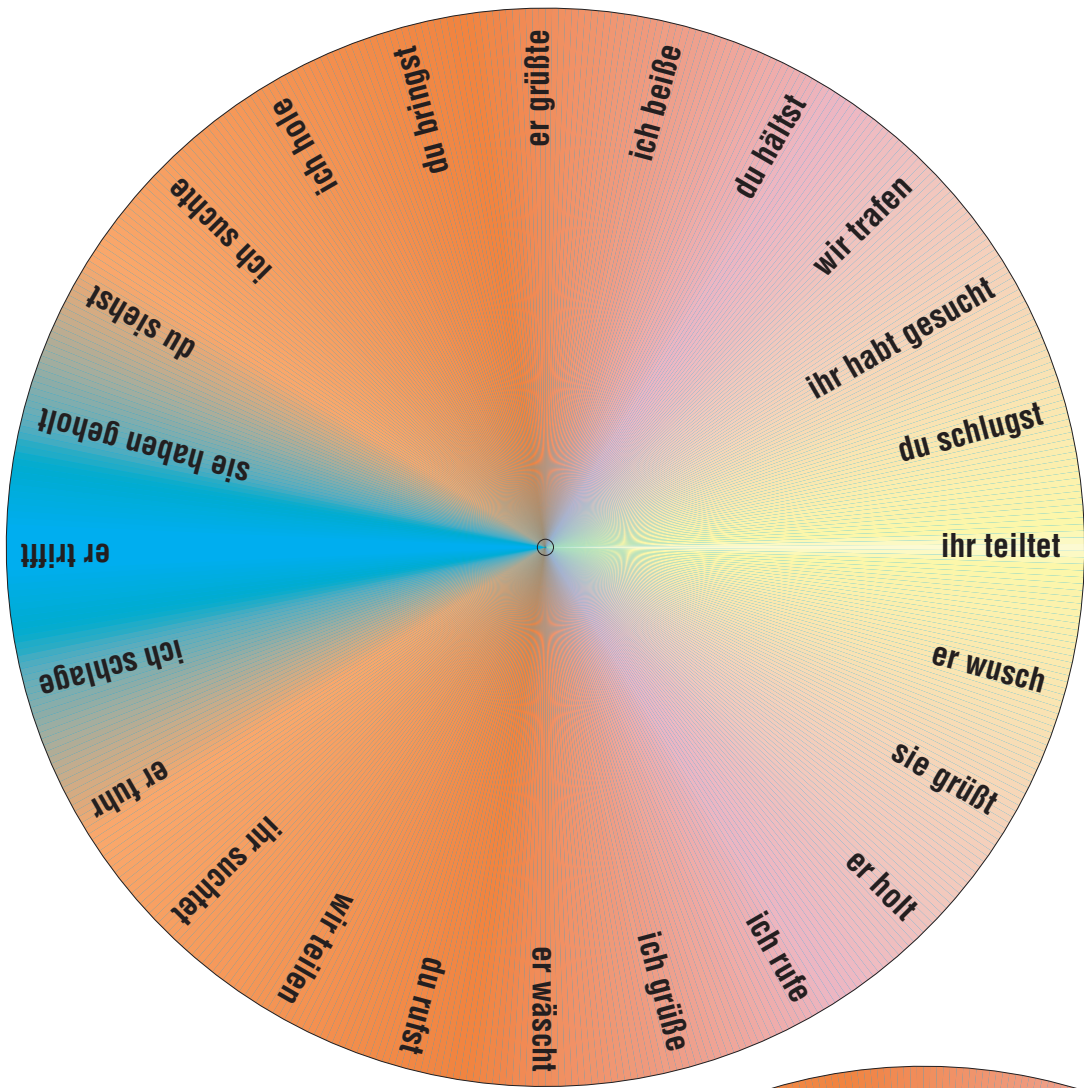 er grüßte
ich beiße
du hältst
wir trafen
ihr habt gesucht
du schlugst
ihr teiltet
er wusch
sie grüßt
er holt
ich rufe
ich grüße
er wäscht
du rufst
wir teilen
ihr suchtet
er fuhr
ich schlage
er trifft
sie haben geholt
du siehst
ich suchte
ich hole
du bringst